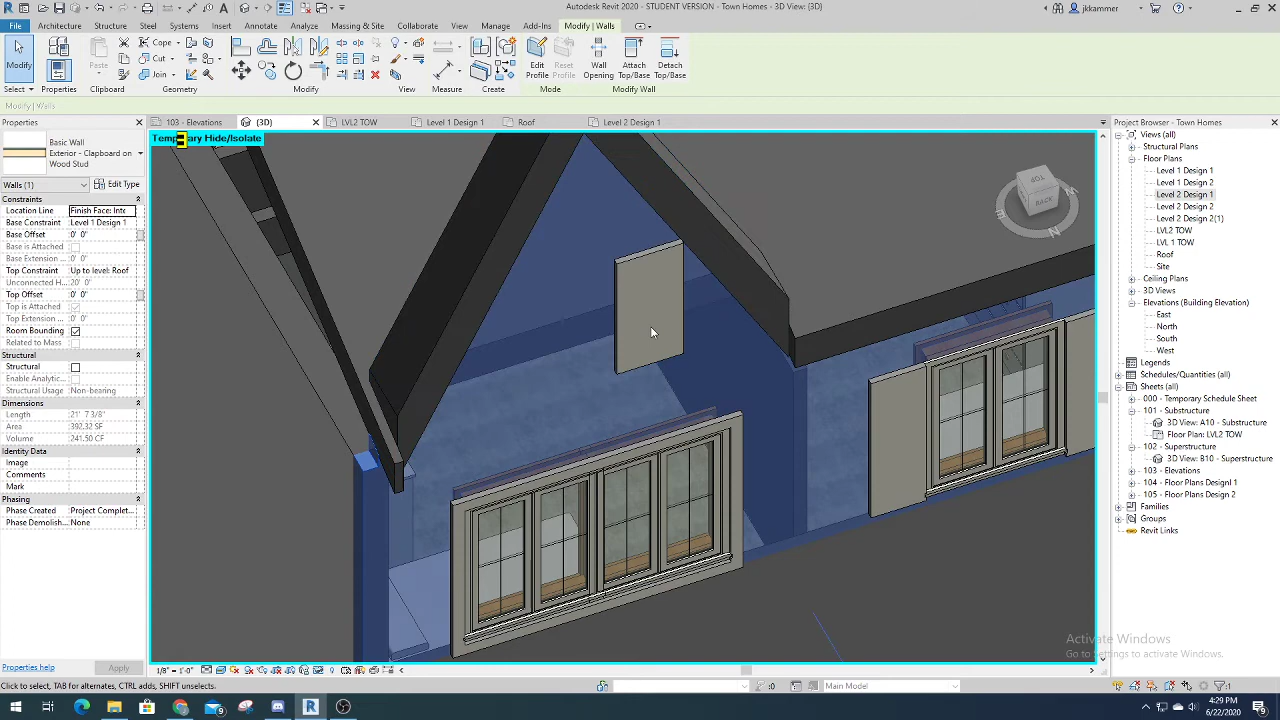 Autodesk Revit 2020 - STUDENT VERSION - Town Homes - 3D View: {3D}
jkkammer
File Architecture Structure Systems Insert Annotate Analyze Massing & Site Collaborate View Manage Add-Ins Modify | Walls
Modify
Paste
Cope
Cut
Join
Edit Profile
Reset Profile
Wall Opening
Attach Top/Base
Detach Top/Base
Select Properties Clipboard Geometry Modify View Measure Create Mode Modify Wall
Modify | Walls
Properties
Basic Wall
Exterior - Clapboard on Wood Stud
Walls (1)
Edit Type
Constraints
Location Line Finish Face: Inte
Base Constraint Level 1 Design 1
Base Offset 0' 0"
Base is Attached
Base Extension ...
Top Constraint Up to level: Roof
Unconnected H... 20' 0"
Top Offset 0' 0"
Top is Attached
Top Extension ...
Room Bounding
Related to Mass
Structural
Structural
Enable Analytic...
Structural Usage Non-bearing
Dimensions
Length 21' 7 3/8"
Area 392.32 SF
Volume 241.50 CF
Identity Data
Image
Comments
Mark
Phasing
Phase Created Project Complet...
Phase Demolish... None
Properties help
Apply
103 - Elevations
{3D}
LVL2 TOW
Level 1 Design 1
Roof
Level 2 Design 1
Temporary Hide/Isolate
TOP
BACK
W
N
E
Project Browser - Town Homes
Views (all)
Structural Plans
Floor Plans
Level 1 Design 1
Level 1 Design 2
Level 2 Design 1
Level 2 Design 2
Level 2 Design 2(1)
LVL2 TOW
LVL 1 TOW
Roof
Site
Ceiling Plans
3D Views
Elevations (Building Elevation)
East
North
South
West
Legends
Schedules/Quantities (all)
Sheets (all)
000 - Temporary Schedule Sheet
101 - Substructure
3D View: A10 - Substructure
Floor Plan: LVL2 TOW
102 - Superstructure
3D View: B10 - Superstructure
103 - Elevations
104 - Floor Plans Design1
105 - Floor Plans Design 2
Families
Groups
Revit Links
Activate Windows
Go to Settings to activate Windows.
1/8" = 1'-0"
Click to select, TAB for alternates, CTRL adds, SHIFT unselects.
:0
Main Model
:1
4:29 PM
6/22/2020